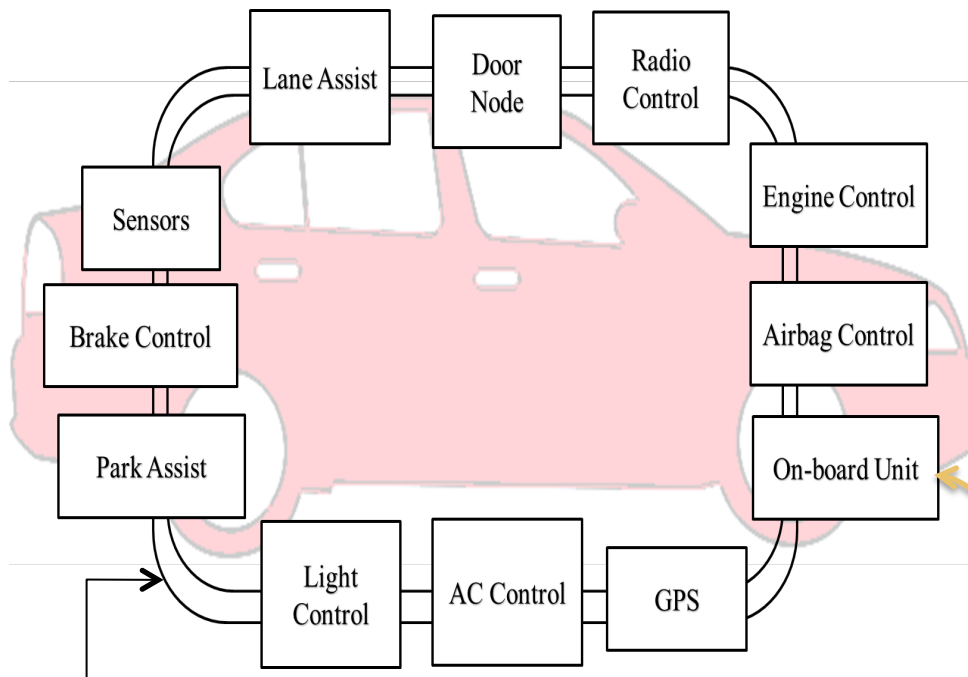 Lane Assist
Door
Node
Radio
Control
Sensors
Engine Control
Brake Control
Airbag Control
Park Assist
On-board Unit
Light
Control
AC Control
GPS